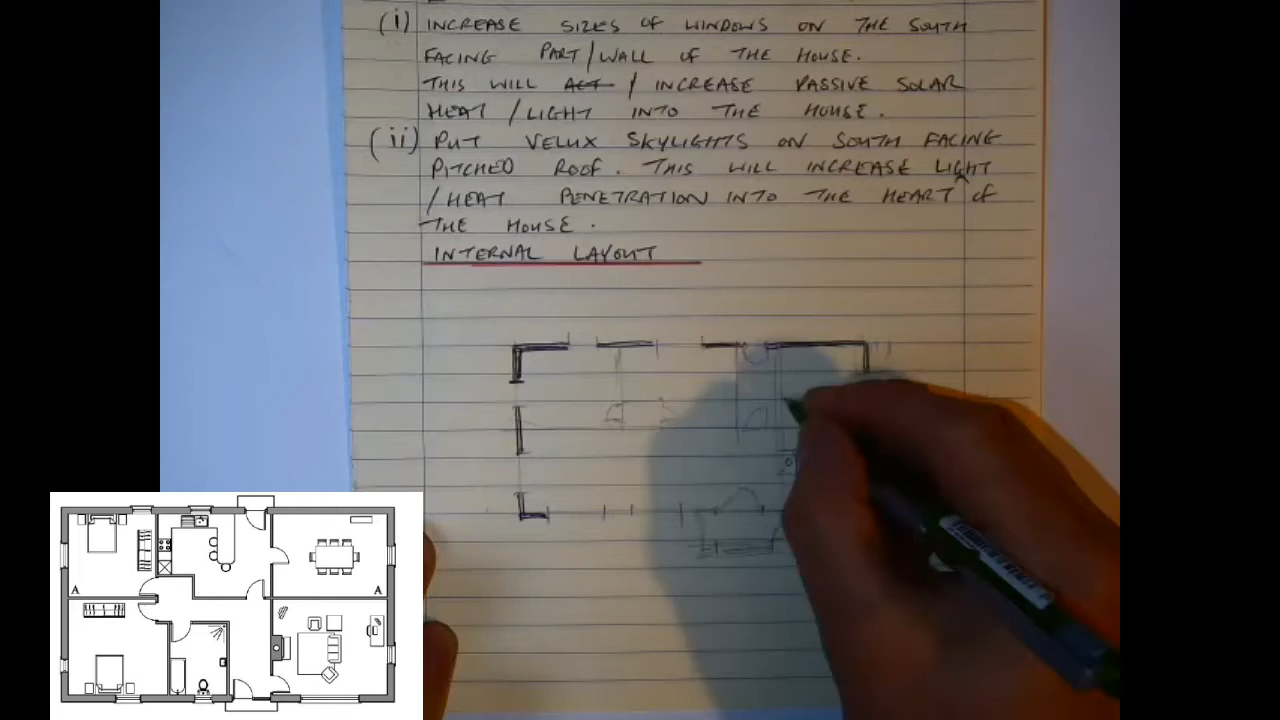 (i) INCREASE SIZES OF WINDOWS ON THE SOUTH
FACING PART/WALL OF THE HOUSE.
THIS WILL ACT / INCREASE PASSIVE SOLAR
HEAT / LIGHT INTO THE HOUSE.
(ii) PUT VELUX SKYLIGHTS ON SOUTH FACING
PITCHED ROOF. THIS WILL INCREASE LIGHT
/HEAT PENETRATION INTO THE HEART OF
THE HOUSE.
INTERNAL LAYOUT
A A